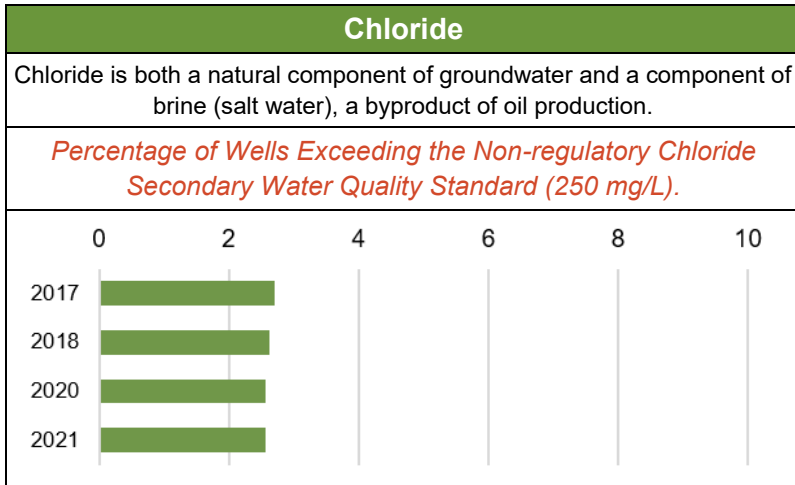 Chloride
Chloride is both a natural component of groundwater and a component of
brine (salt water), a byproduct of oil production.
Percentage of Wells Exceeding the Non-regulatory Chloride
Secondary Water Quality Standard (250 mg/L).
0 2 4 6 8 10
2017
2018
2020
2021